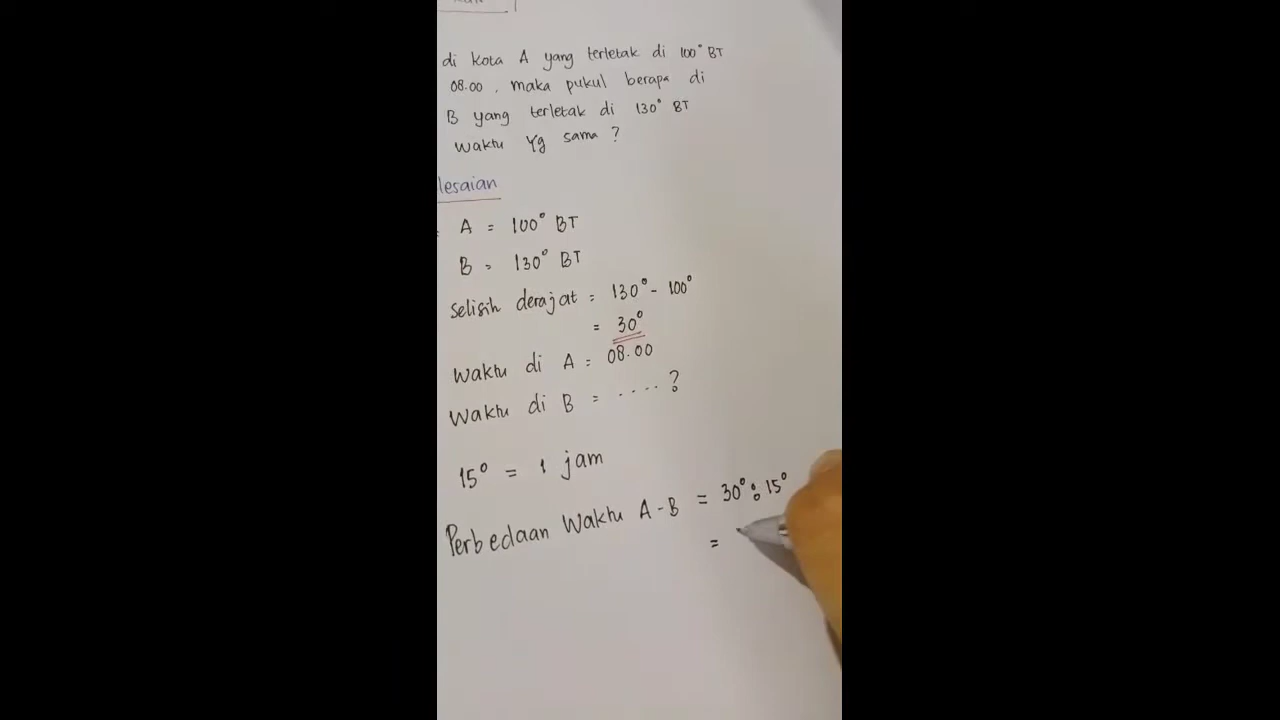 di kota A yang terletak di 100° BT
08.00 . maka pukul berapa di
B yang terletak di 130° BT
waktu Yg sama ?
lesaian
A = 100° BT
B = 130° BT
Selisih derajat = 130° - 100°
= 30°
Waktu di A = 08.00
Waktu di B = ..... ?
15° = 1 jam
Perbedaan Waktu A-B = 30° : 15°
=